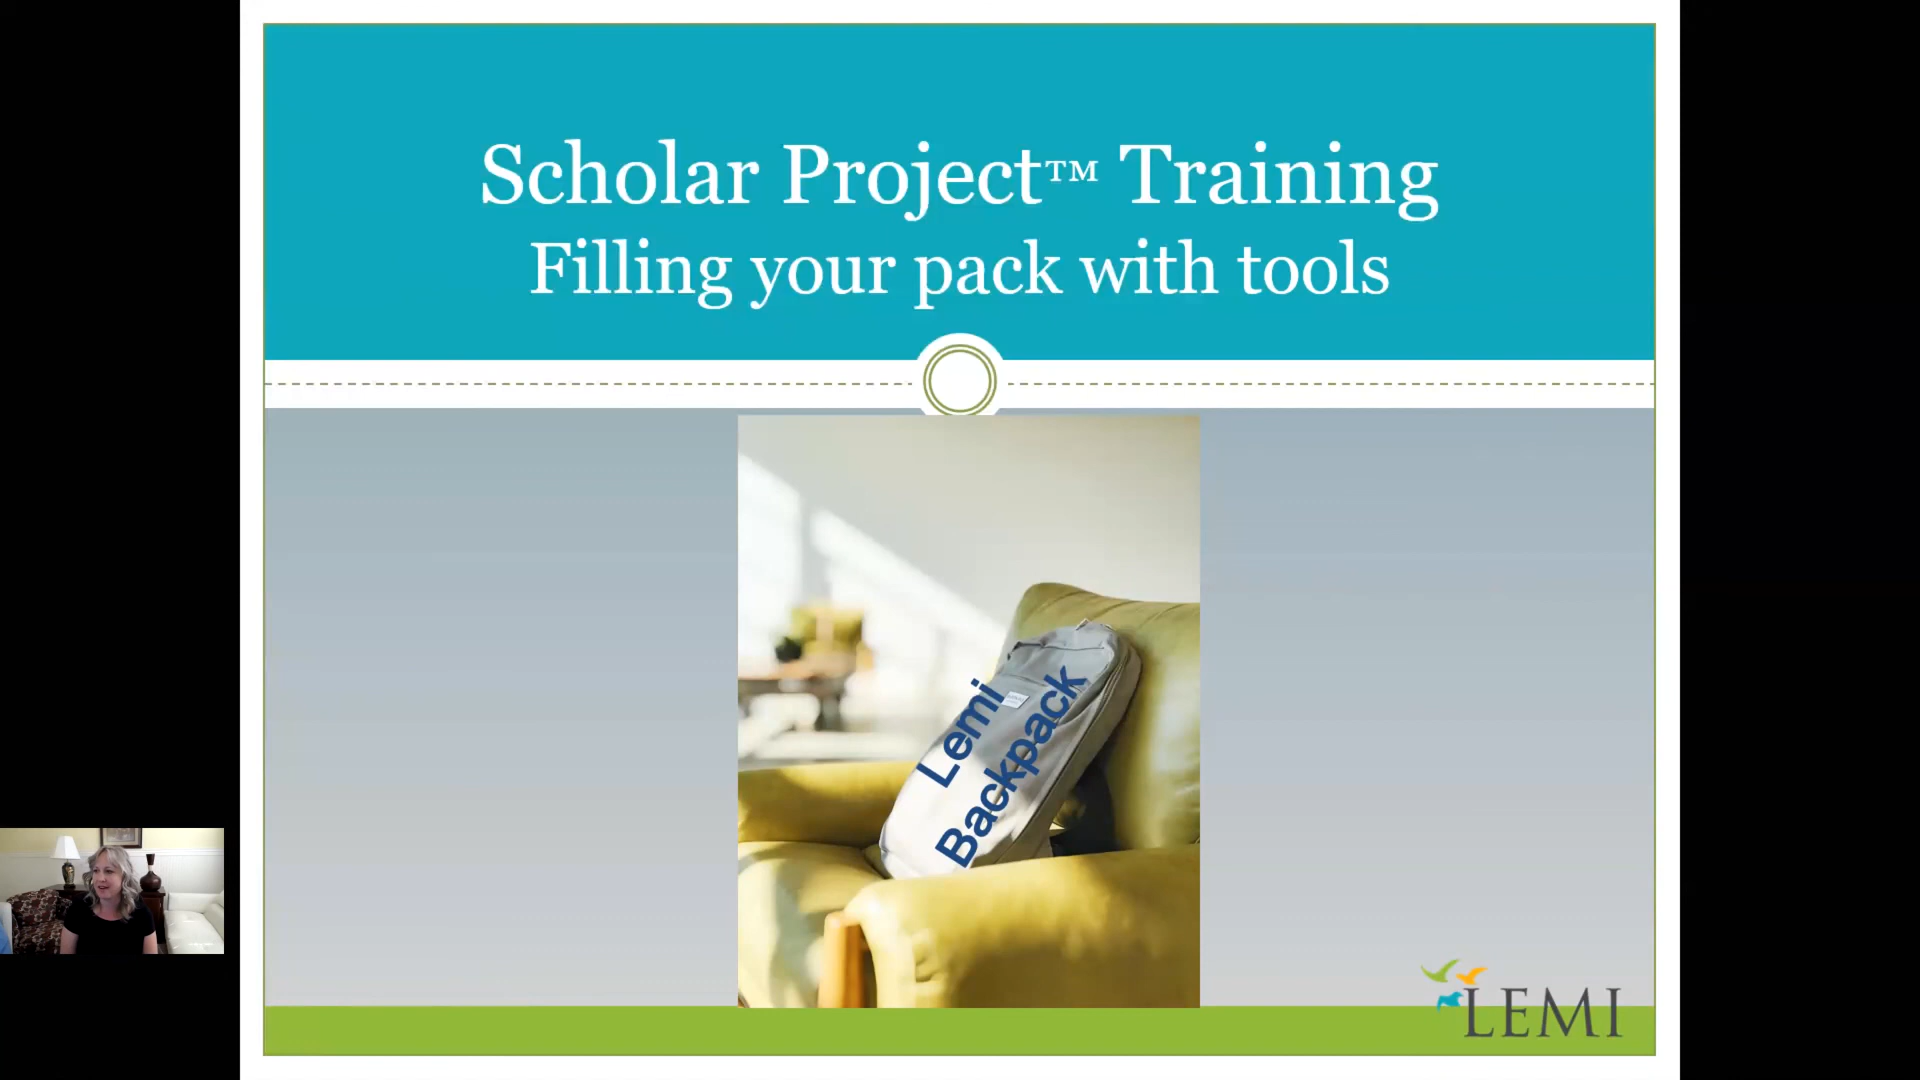 Scholar Project™ Training
Filling your pack with tools
Lemi
Backpack
LEMI